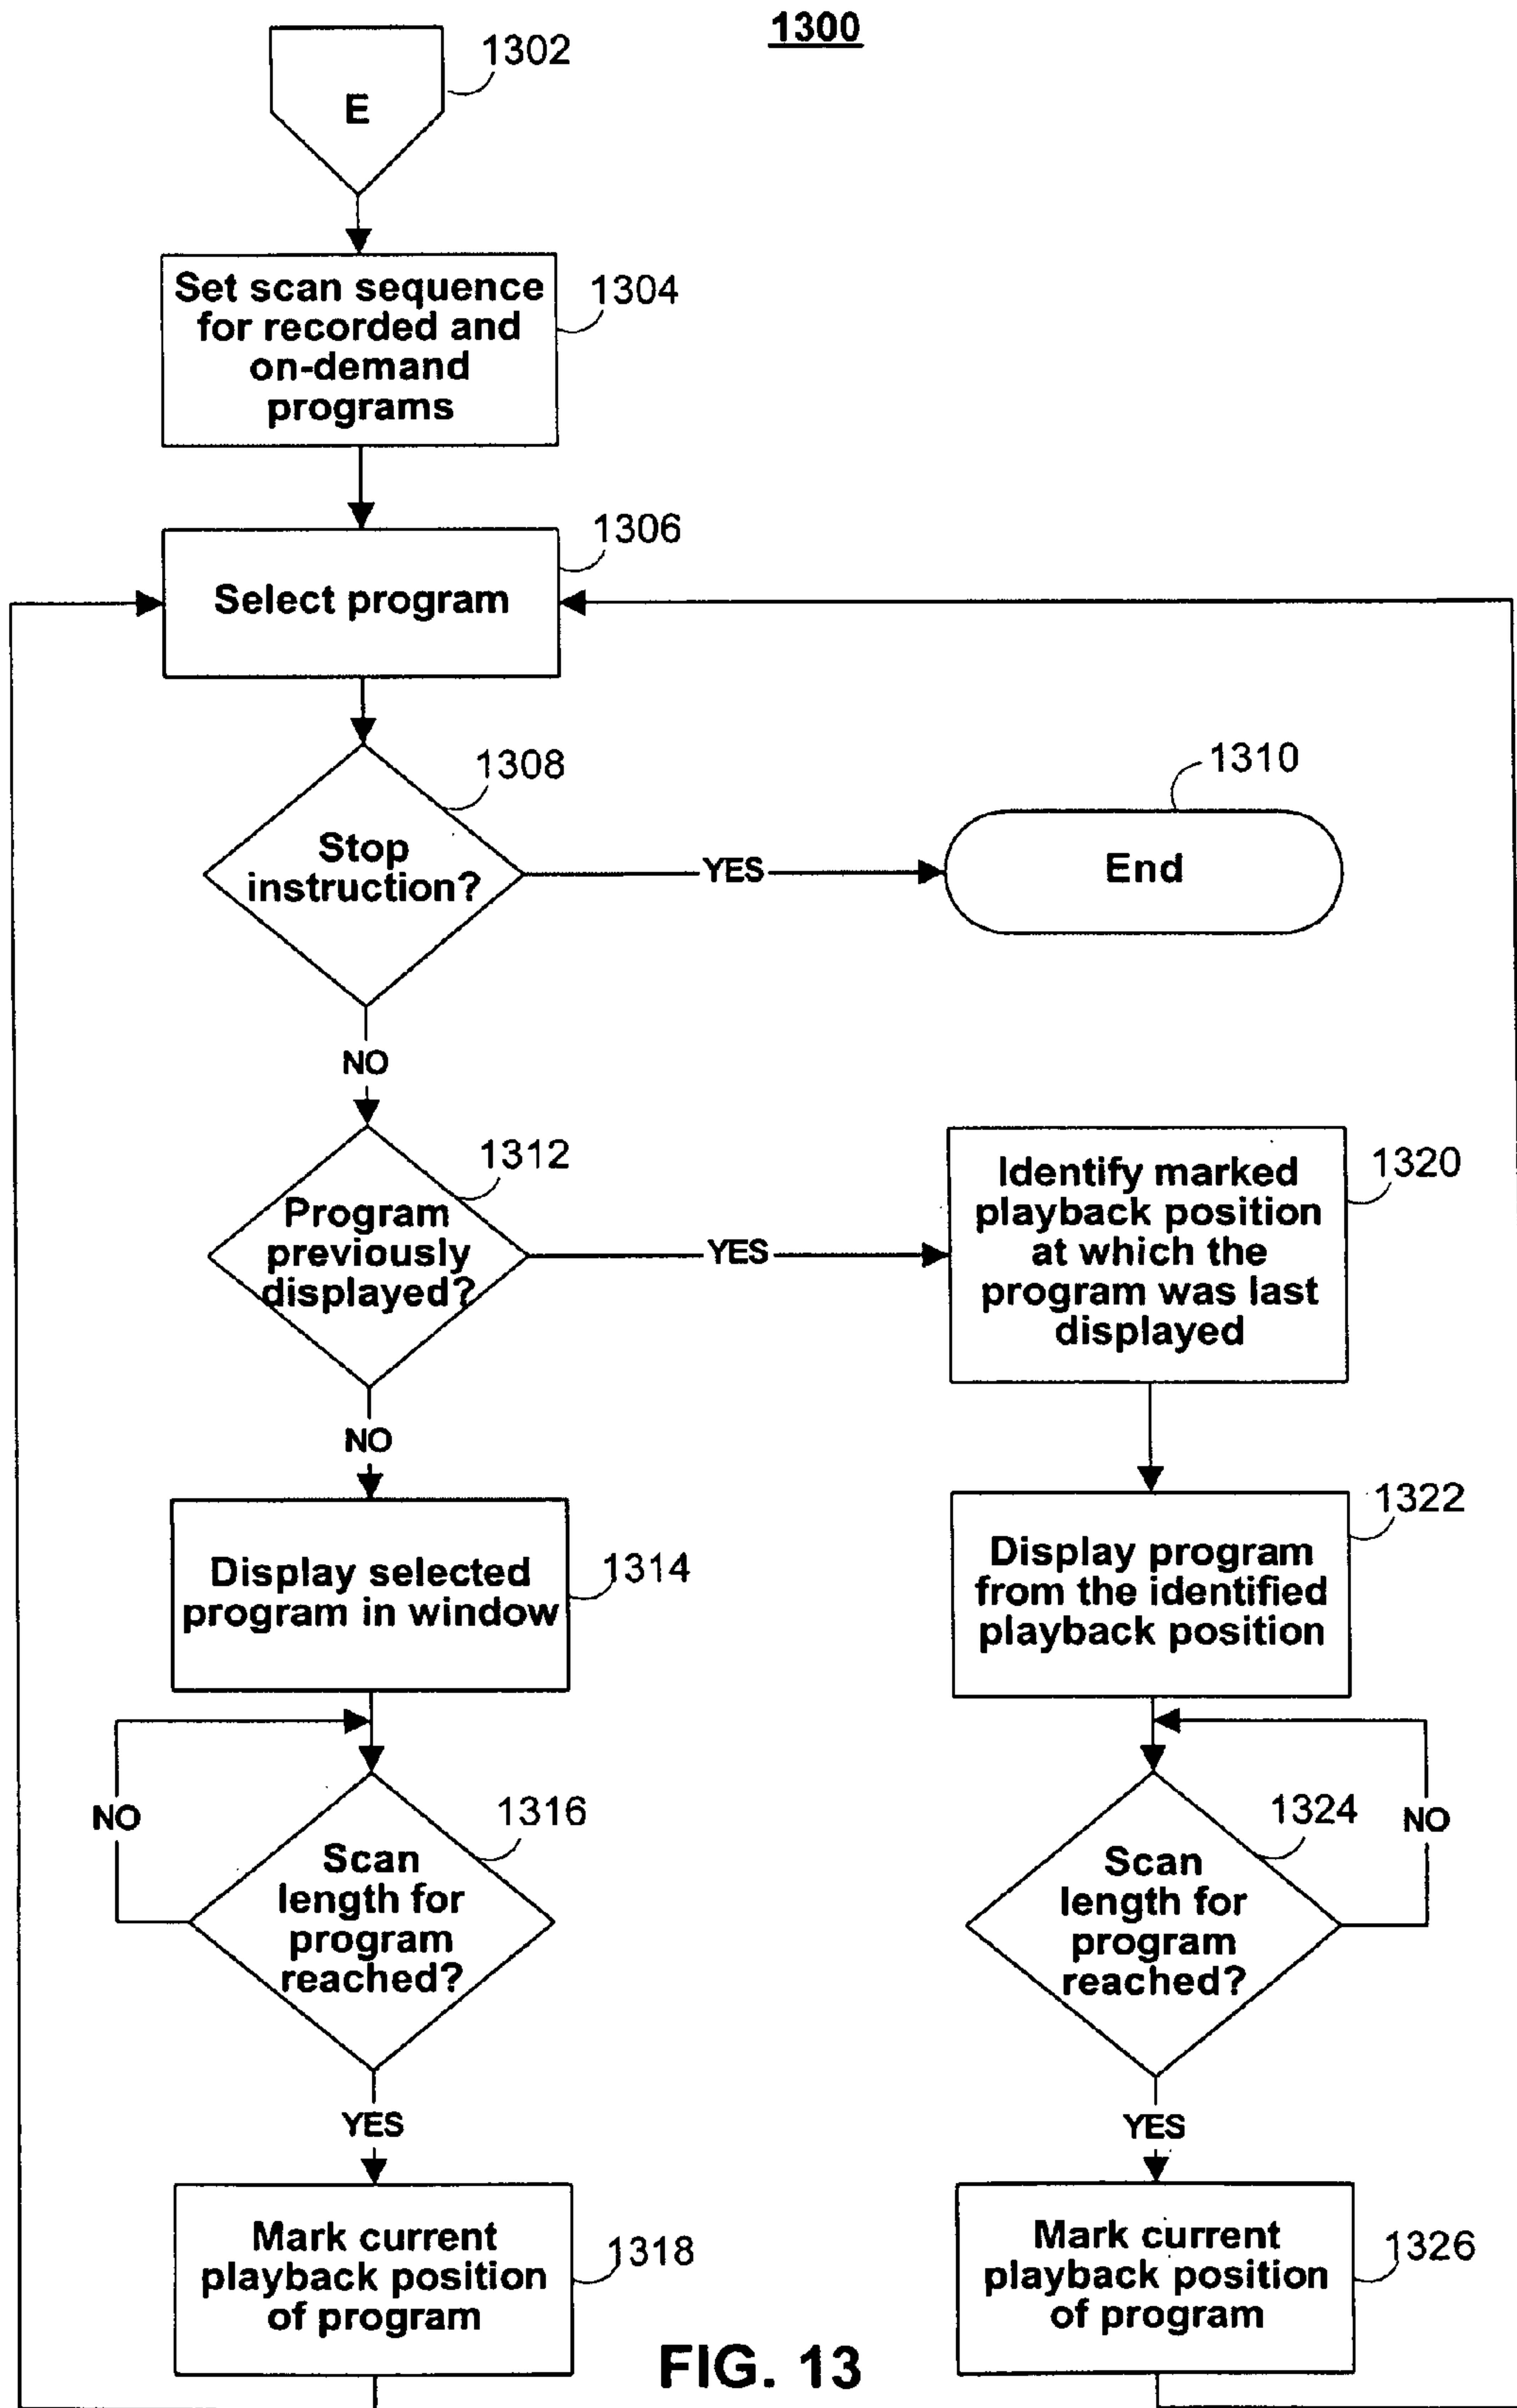 1300
1302
E
Set scan sequence
for recorded and
on-demand
programs
1304
1306
Select program
1308
Stop
instruction?
YES
1310
End
NO
1312
Program
previously
displayed?
YES
Identify marked
playback position
at which the
program was last
displayed
1320
NO
Display selected
program in window
1314
Display program
from the identified
playback position
1322
NO
1316
Scan
length for
program
reached?
1324
NO
Scan
length for
program
reached?
YES
YES
Mark current
playback position
of program
1318
Mark current
playback position
of program
1326
FIG. 13